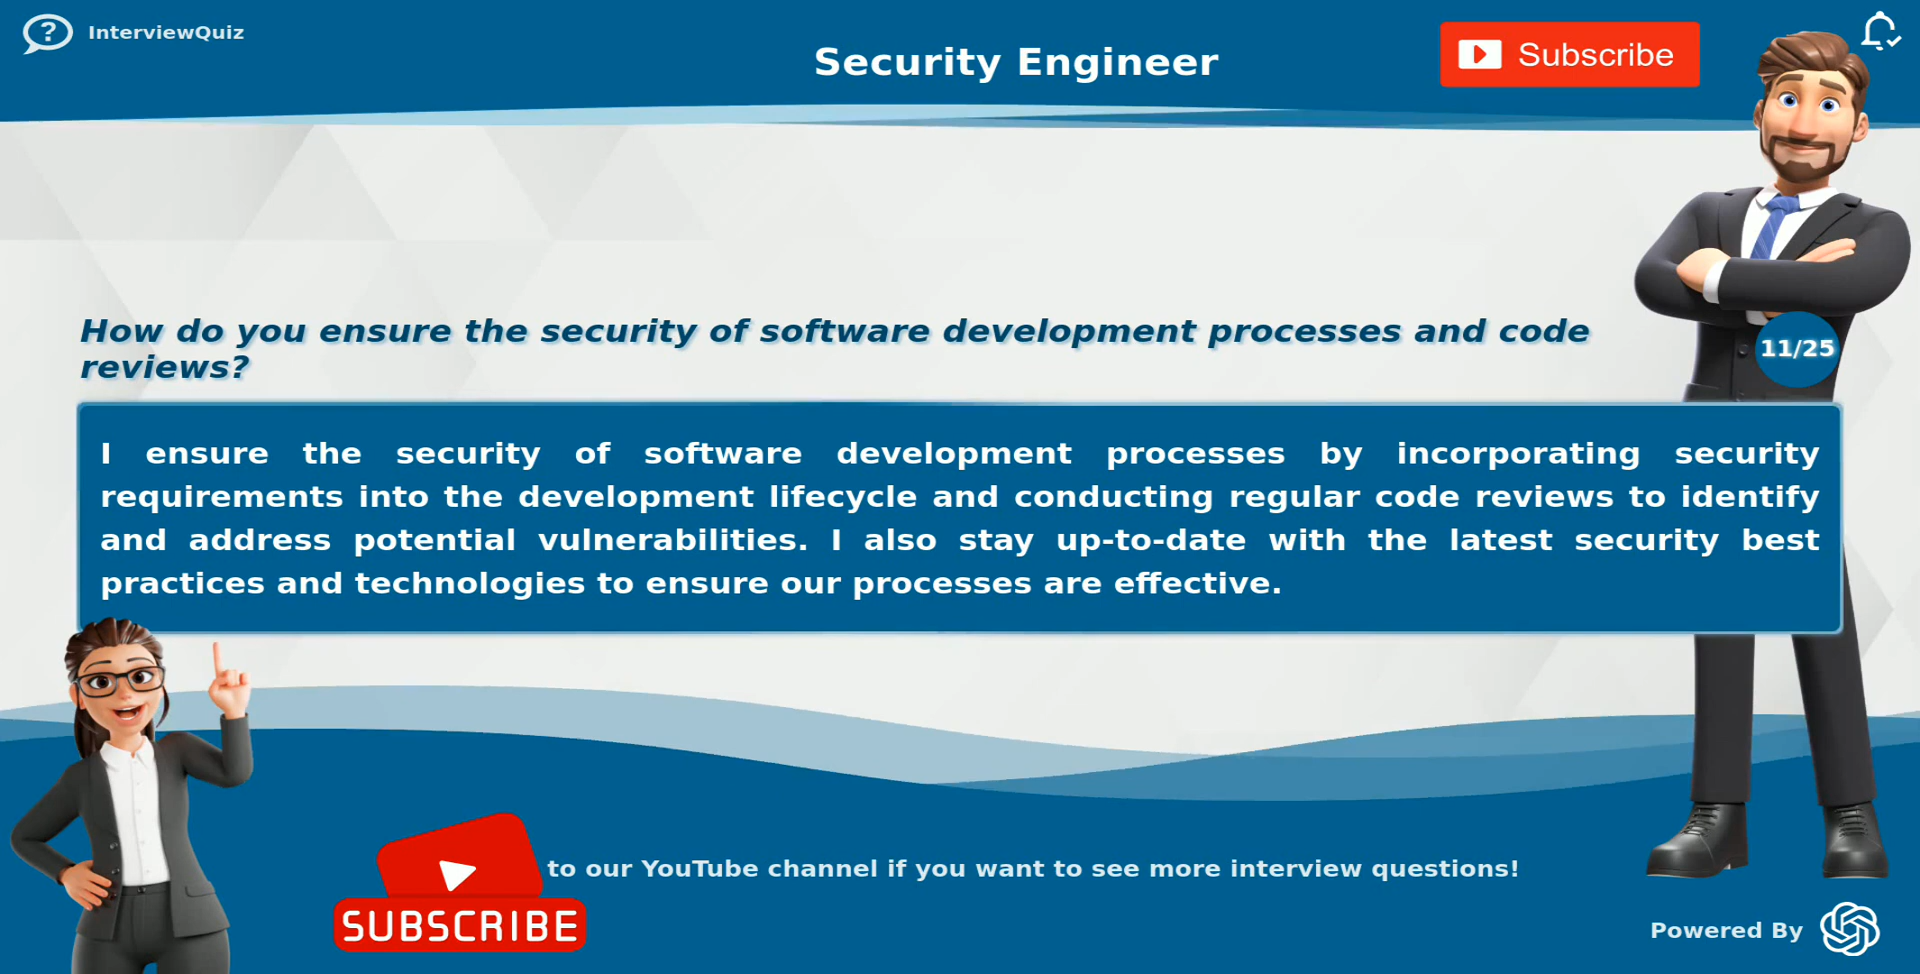 InterviewQuiz
Security Engineer
Subscribe
How do you ensure the security of software development processes and code
reviews?
11/25
I ensure the security of software development processes by incorporating security
requirements into the development lifecycle and conducting regular code reviews to identify
and address potential vulnerabilities. I also stay up-to-date with the latest security best
practices and technologies to ensure our processes are effective.
to our YouTube channel if you want to see more interview questions!
SUBSCRIBE
Powered By